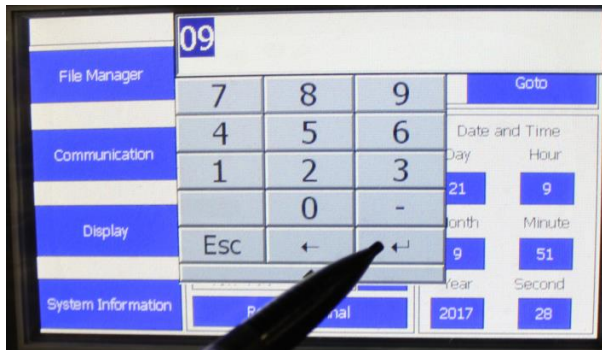 09
File Manager
Goto
7 8 9
4 5 6
Date and Time
Communication
Day Hour
1 2 3
21 9
0 -
Display
Month Minute
Esc ← ↵
9 51
Year Second
System Information
2017 28